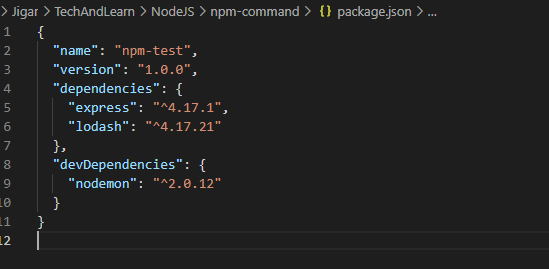 > Jigar > TechAndLearn > NodeJS > npm-command > {} package.json > ...
1 {
2 "name": "npm-test",
3 "version": "1.0.0",
4 "dependencies": {
5 "express": "^4.17.1",
6 "lodash": "^4.17.21"
7 },
8 "devDependencies": {
9 "nodemon": "^2.0.12"
10 }
11 }
12